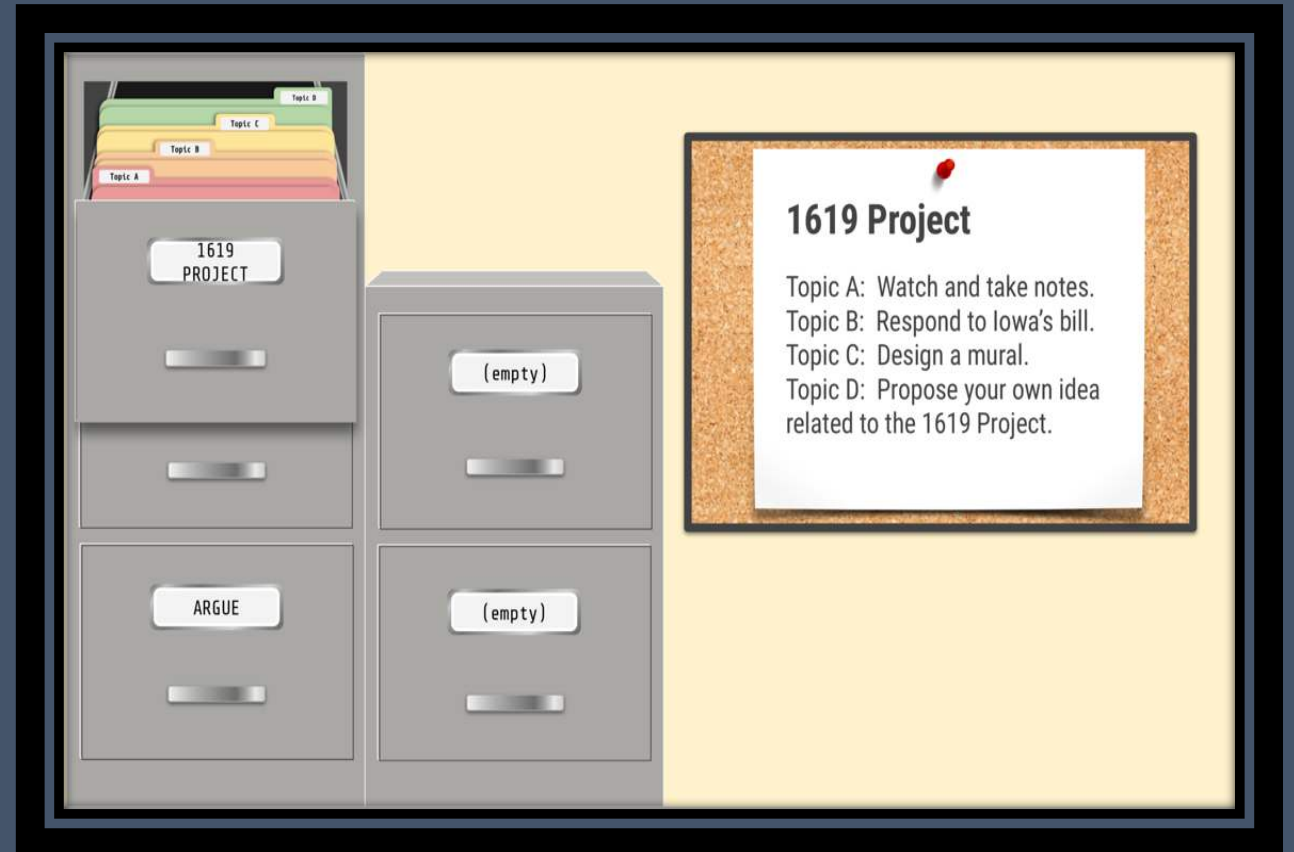 Topic D
Topic C
Topic B
Topic A
1619
PROJECT
ARGUE
(empty)
(empty)
1619 Project
Topic A: Watch and take notes.
Topic B: Respond to Iowa's bill.
Topic C: Design a mural.
Topic D: Propose your own idea
related to the 1619 Project.